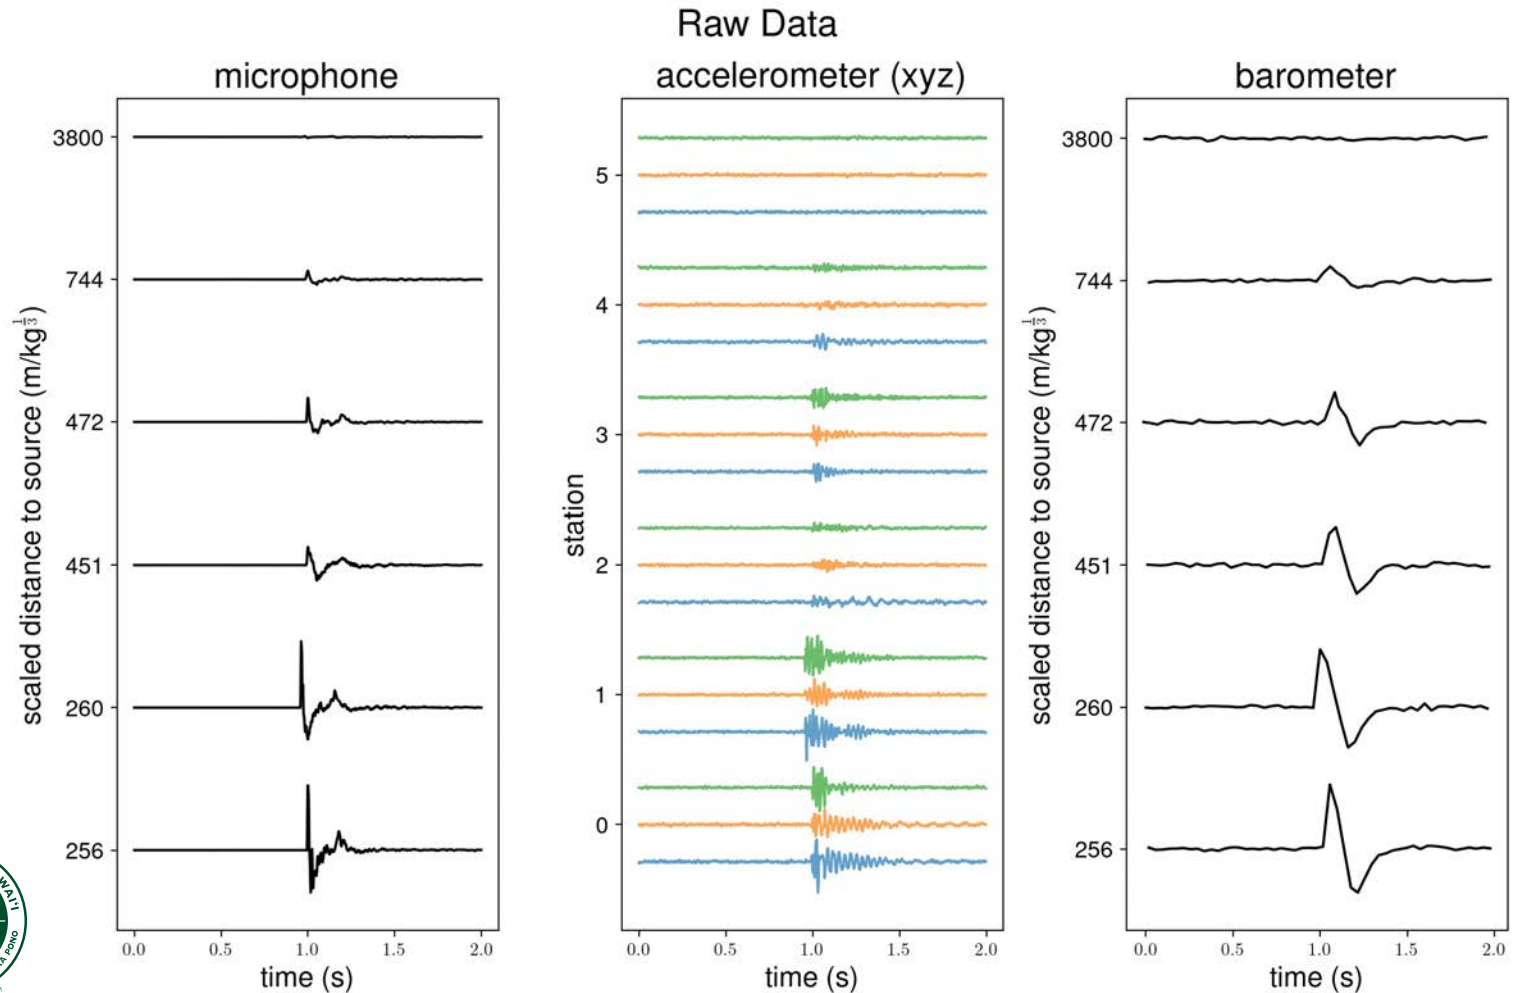 Raw Data
microphone
accelerometer (xyz)
barometer
scaled distance to source (m/kg^{1/3})
3800
744
472
451
260
256
0.0 0.5 1.0 1.5 2.0
time (s)
station
5
4
3
2
1
0
0.0 0.5 1.0 1.5 2.0
time (s)
scaled distance to source (m/kg^{1/3})
3800
744
472
451
260
256
0.0 0.5 1.0 1.5 2.0
time (s)
WAIʻI
PONO